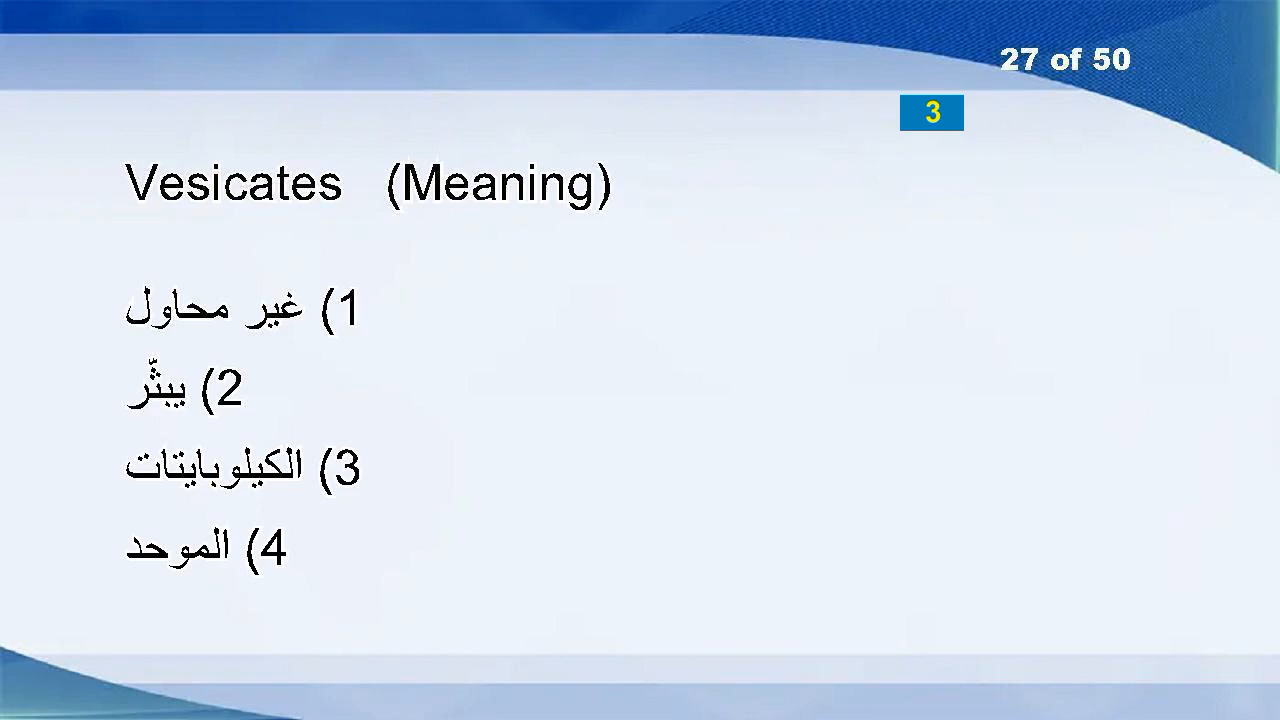 27 of 50
3
Vesicates (Meaning)
1) غير محاول
2) يبثّر
3) الكيلوبايتات
4) الموحد